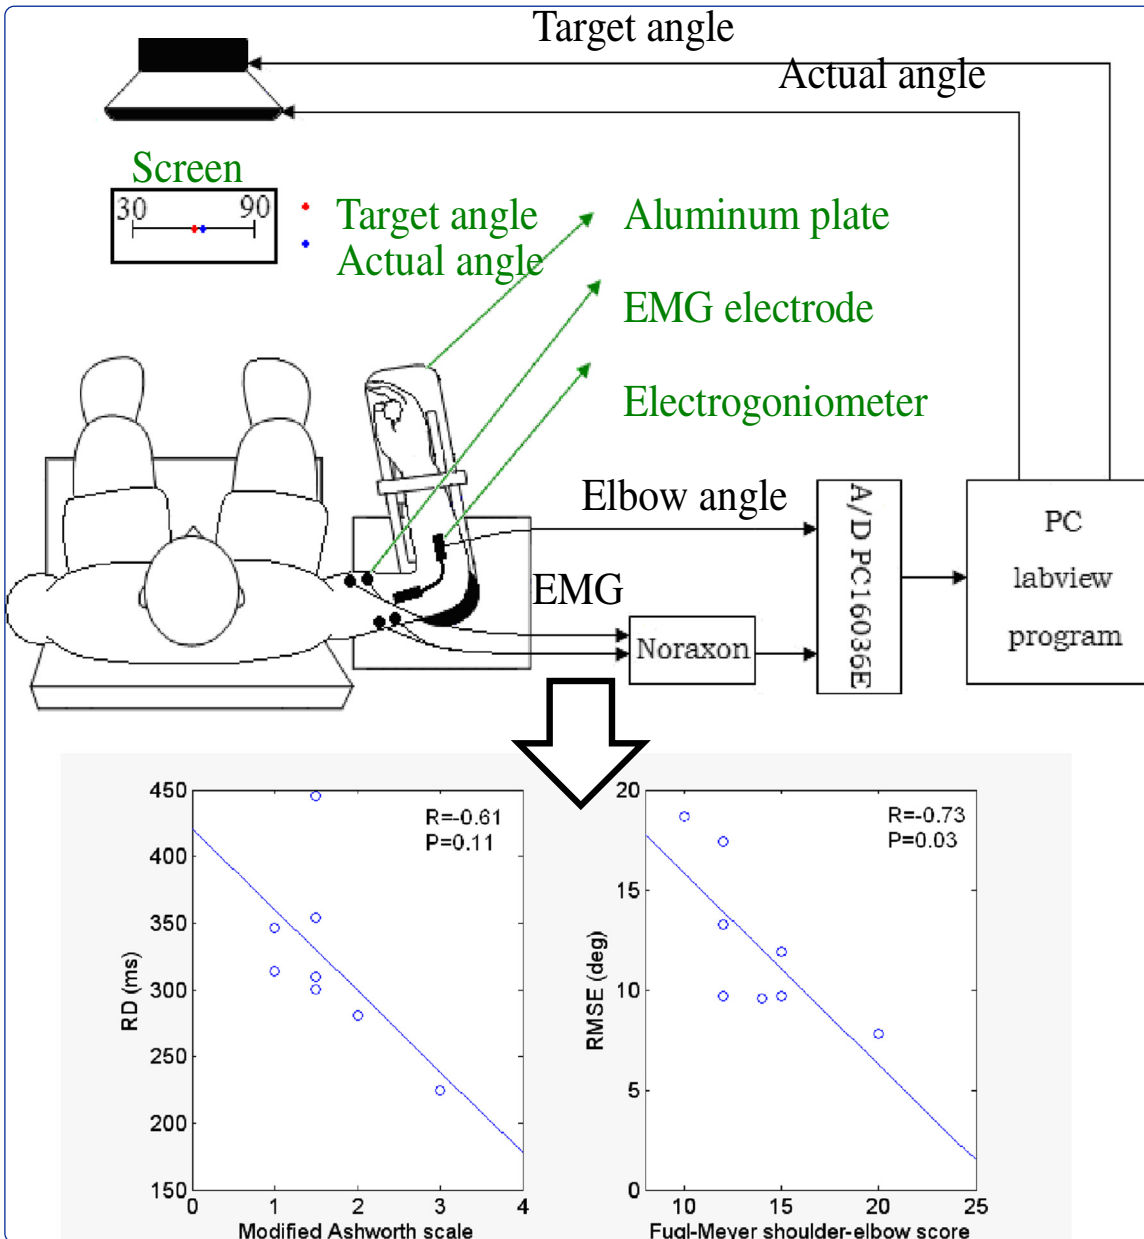 Target angle
Actual angle
Screen
30 90
Target angle
Actual angle
Aluminum plate
EMG electrode
Electrogoniometer
Elbow angle
EMG
Noraxon
A/D PC16036E
PC
labview
program
450
400
350
300
250
200
150
RD (ms)
R=-0.61
P=0.11
0 1 2 3 4
Modified Ashworth scale
20
15
10
5
0
RMSE (deg)
R=-0.73
P=0.03
10 15 20 25
Fugl-Meyer shoulder-elbow score